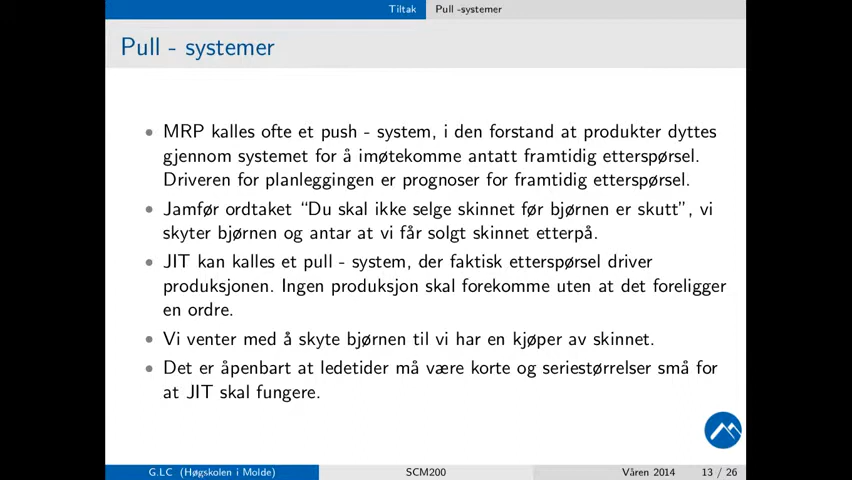 Tiltak Pull -systemer
Pull - systemer
• MRP kalles ofte et push - system, i den forstand at produkter dyttes
gjennom systemet for å imøtekomme antatt framtidig etterspørsel.
Driveren for planleggingen er prognoser for framtidig etterspørsel.
• Jamfør ordtaket “Du skal ikke selge skinnet før bjørnen er skutt”, vi
skyter bjørnen og antar at vi får solgt skinnet etterpå.
• JIT kan kalles et pull - system, der faktisk etterspørsel driver
produksjonen. Ingen produksjon skal forekomme uten at det foreligger
en ordre.
• Vi venter med å skyte bjørnen til vi har en kjøper av skinnet.
• Det er åpenbart at ledetider må være korte og seriestørrelser små for
at JIT skal fungere.
G.LC (Høgskolen i Molde) SCM200 Våren 2014 13 / 26